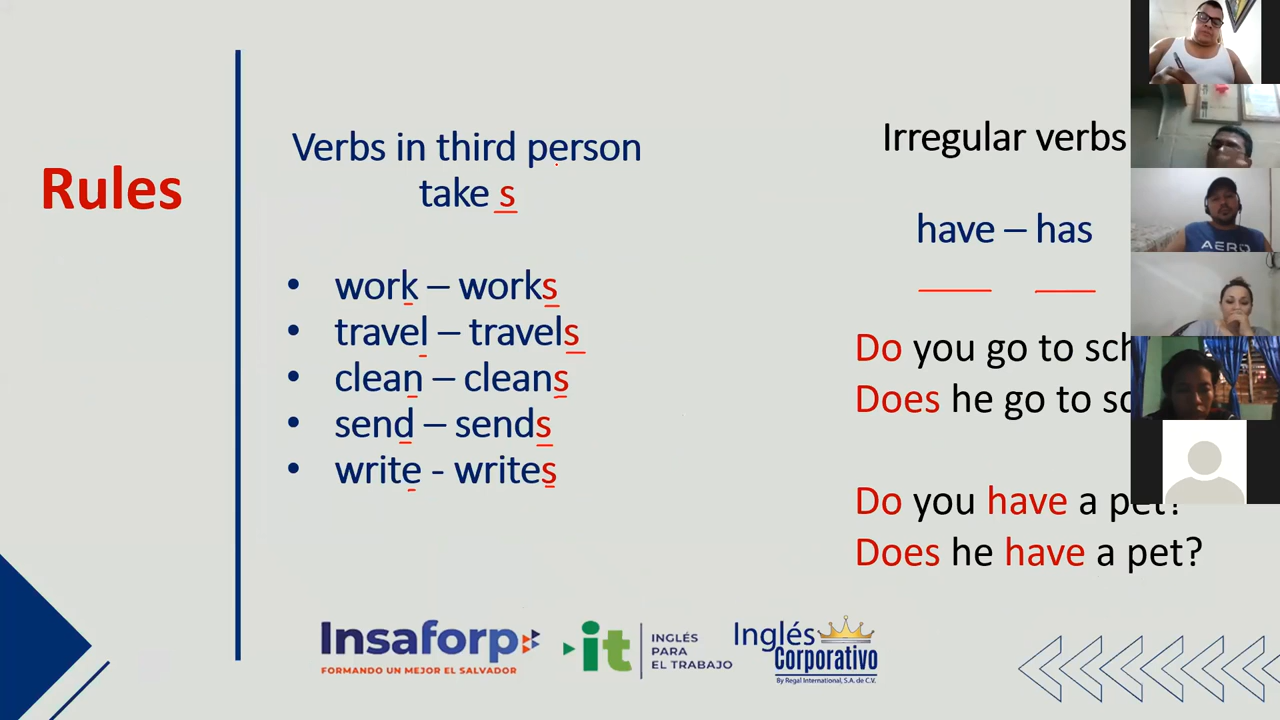 Rules
Verbs in third person
take s
• work – works
• travel – travels
• clean – cleans
• send – sends
• write - writes
Irregular verbs
have – has
Do you go to
Does he go to
Do you have a pet?
Does he have a pet?
Insaforp
FORMANDO UN MEJOR EL SALVADOR
it
INGLÉS
PARA
EL TRABAJO
Inglés
Corporativo
By Regal International, S.A. de C.V.
AERO